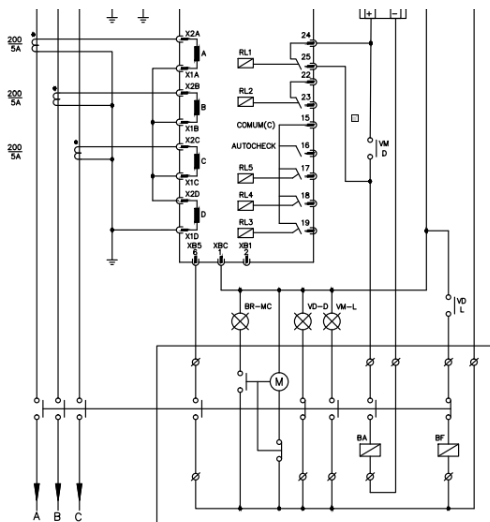 + -
200
5A
X2A
24
A
RL1
25
X1A
22
X2B
200
5A
RL2
23
B
COMUM(C)
15
X1B
X2C
AUTOCHECK
16
200
5A
C
RL5
17
X1C
VM
D
X2D
RL4
18
D
RL3
19
X1D
XB5
6
XBC
1
XB1
2
BR-MC
VD-D
VM-L
VD
L
M
BA
BF
A
B
C